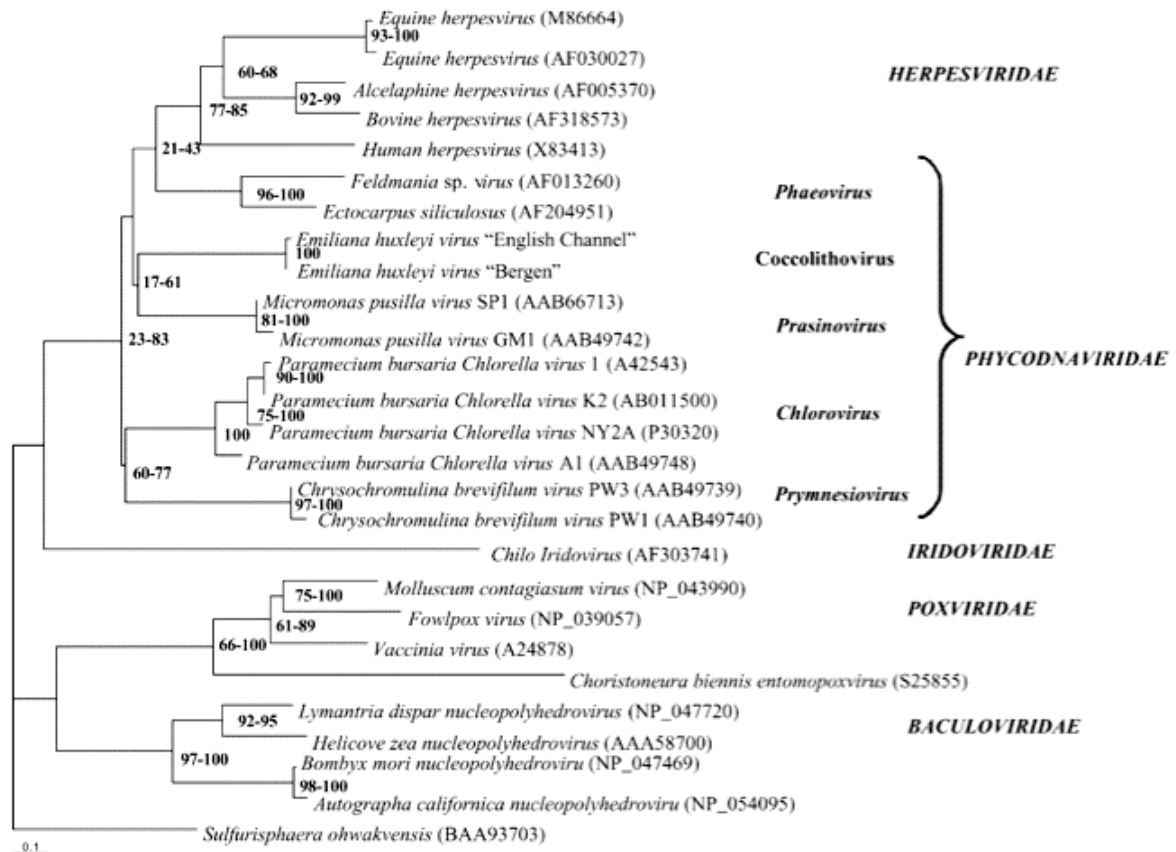 Equine herpesvirus (M86664)
93-100
Equine herpesvirus (AF030027)
60-68
HERPESVIRIDAE
Alcelaphine herpesvirus (AF005370)
92-99
77-85
Bovine herpesvirus (AF318573)
21-43
Human herpesvirus (X83413)
Feldmania sp. virus (AF013260)
96-100
Phaeovirus
Ectocarpus siliculosus (AF204951)
Emiliana huxleyi virus “English Channel”
100
Coccolithovirus
Emiliana huxleyi virus “Bergen”
17-61
Micromonas pusilla virus SP1 (AAB66713)
81-100
Prasinovirus
23-83
Micromonas pusilla virus GM1 (AAB49742)
PHYCODNAVIRIDAE
Paramecium bursaria Chlorella virus 1 (A42543)
90-100
Paramecium bursaria Chlorella virus K2 (AB011500)
75-100
Chlorovirus
Paramecium bursaria Chlorella virus NY2A (P30320)
100
Paramecium bursaria Chlorella virus A1 (AAB49748)
60-77
Chrysochromulina brevifilum virus PW3 (AAB49739)
97-100
Prymnesiovirus
Chrysochromulina brevifilum virus PW1 (AAB49740)
Chilo Iridovirus (AF303741)
IRIDOVIRIDAE
Molluscum contagiasum virus (NP_043990)
75-100
POXVIRIDAE
Fowlpox virus (NP_039057)
61-89
66-100
Vaccinia virus (A24878)
Choristoneura biennis entomopoxvirus (S25855)
Lymantria dispar nucleopolyhedrovirus (NP_047720)
92-95
BACULOVIRIDAE
Helicove zea nucleopolyhedrovirus (AAA58700)
97-100
Bombyx mori nucleopolyhedroviru (NP_047469)
98-100
Autographa californica nucleopolyhedroviru (NP_054095)
Sulfurisphaera ohwakvensis (BAA93703)
0.1